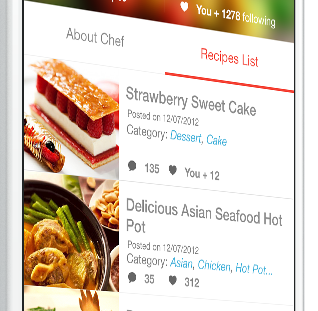 You + 1276 following
About Chef
Recipes List
Strawberry Sweet Cake
Posted on 12/07/2012
Category: Dessert, Cake
135 You + 12
Delicious Asian Seafood Hot
Pot
Posted on 12/07/2012
Category: Asian, Chicken, Hot Pot...
35 312